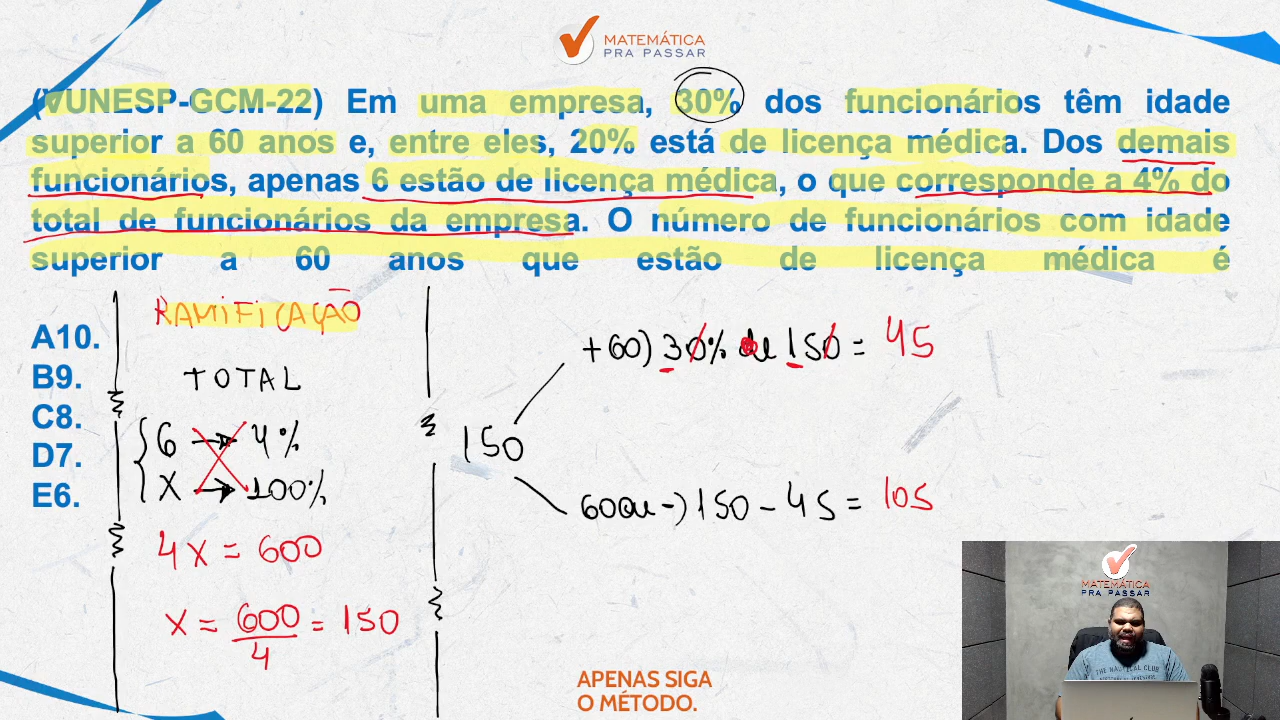 MATEMÁTICA
PRA PASSAR
(VUNESP-GCM-22) Em uma empresa, 30% dos funcionários têm idade
superior a 60 anos e, entre eles, 20% está de licença médica. Dos demais
funcionários, apenas 6 estão de licença médica, o que corresponde a 4% do
total de funcionários da empresa. O número de funcionários com idade
superior a 60 anos que estão de licença médica é
A10.
B9.
C8.
D7.
E6.
RAMIFICAÇÃO
TOTAL
6 → 4%
X → 100%
4X = 600
X = 600/4 = 150
150
+60) 30% de 150 = 45
60ou-) 150 - 45 = 105
APENAS SIGA
O MÉTODO.
MATEMÁTICA
PRA PASSAR
THE NAUTICAL CLUB